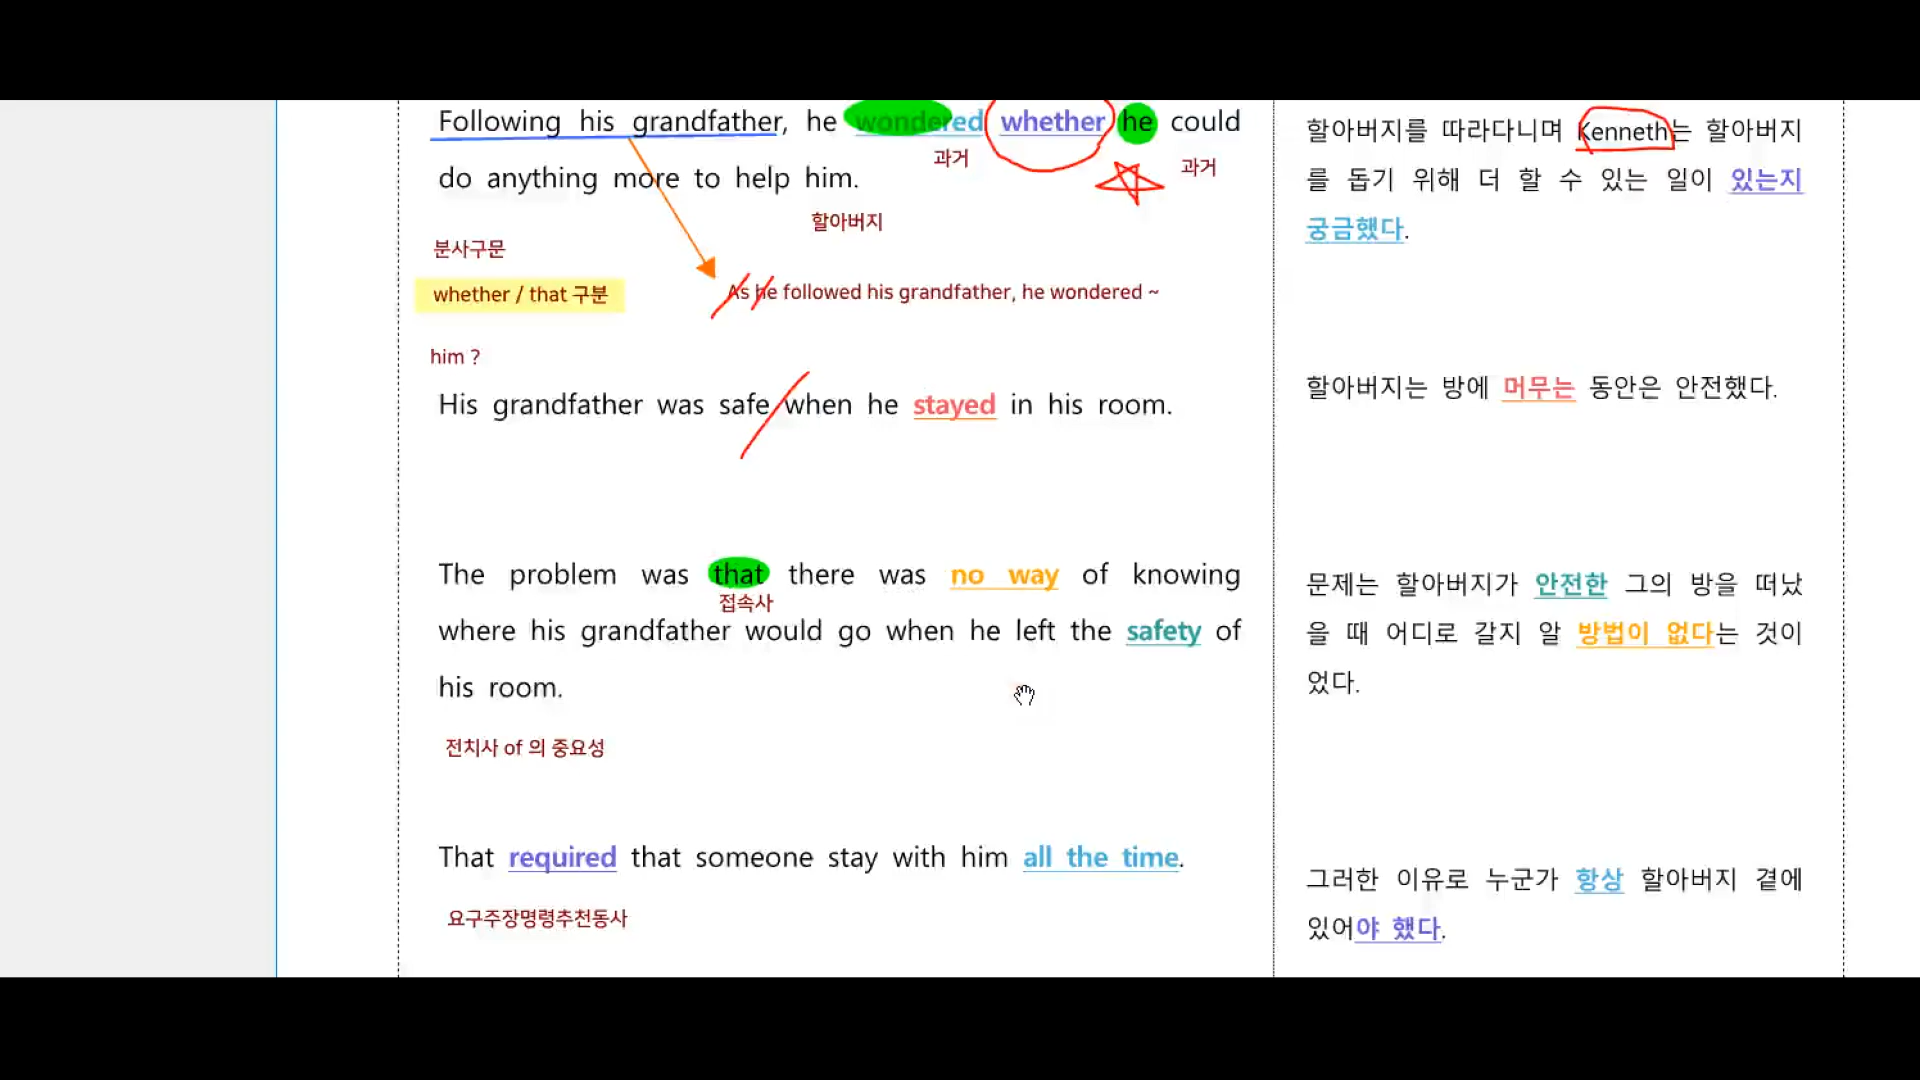 Following his grandfather, he wondered whether he could
과거
과거
do anything more to help him.
할아버지
분사구문
whether / that 구분
As he followed his grandfather, he wondered ~
him ?
His grandfather was safe when he stayed in his room.
The problem was that there was no way of knowing
접속사
where his grandfather would go when he left the safety of
his room.
전치사 of 의 중요성
That required that someone stay with him all the time.
요구주장명령추천동사
할아버지를 따라다니며 Kenneth는 할아버지
를 돕기 위해 더 할 수 있는 일이 있는지
궁금했다.
할아버지는 방에 머무는 동안은 안전했다.
문제는 할아버지가 안전한 그의 방을 떠났
을 때 어디로 갈지 알 방법이 없다는 것이
었다.
그러한 이유로 누군가 항상 할아버지 곁에
있어야 했다.